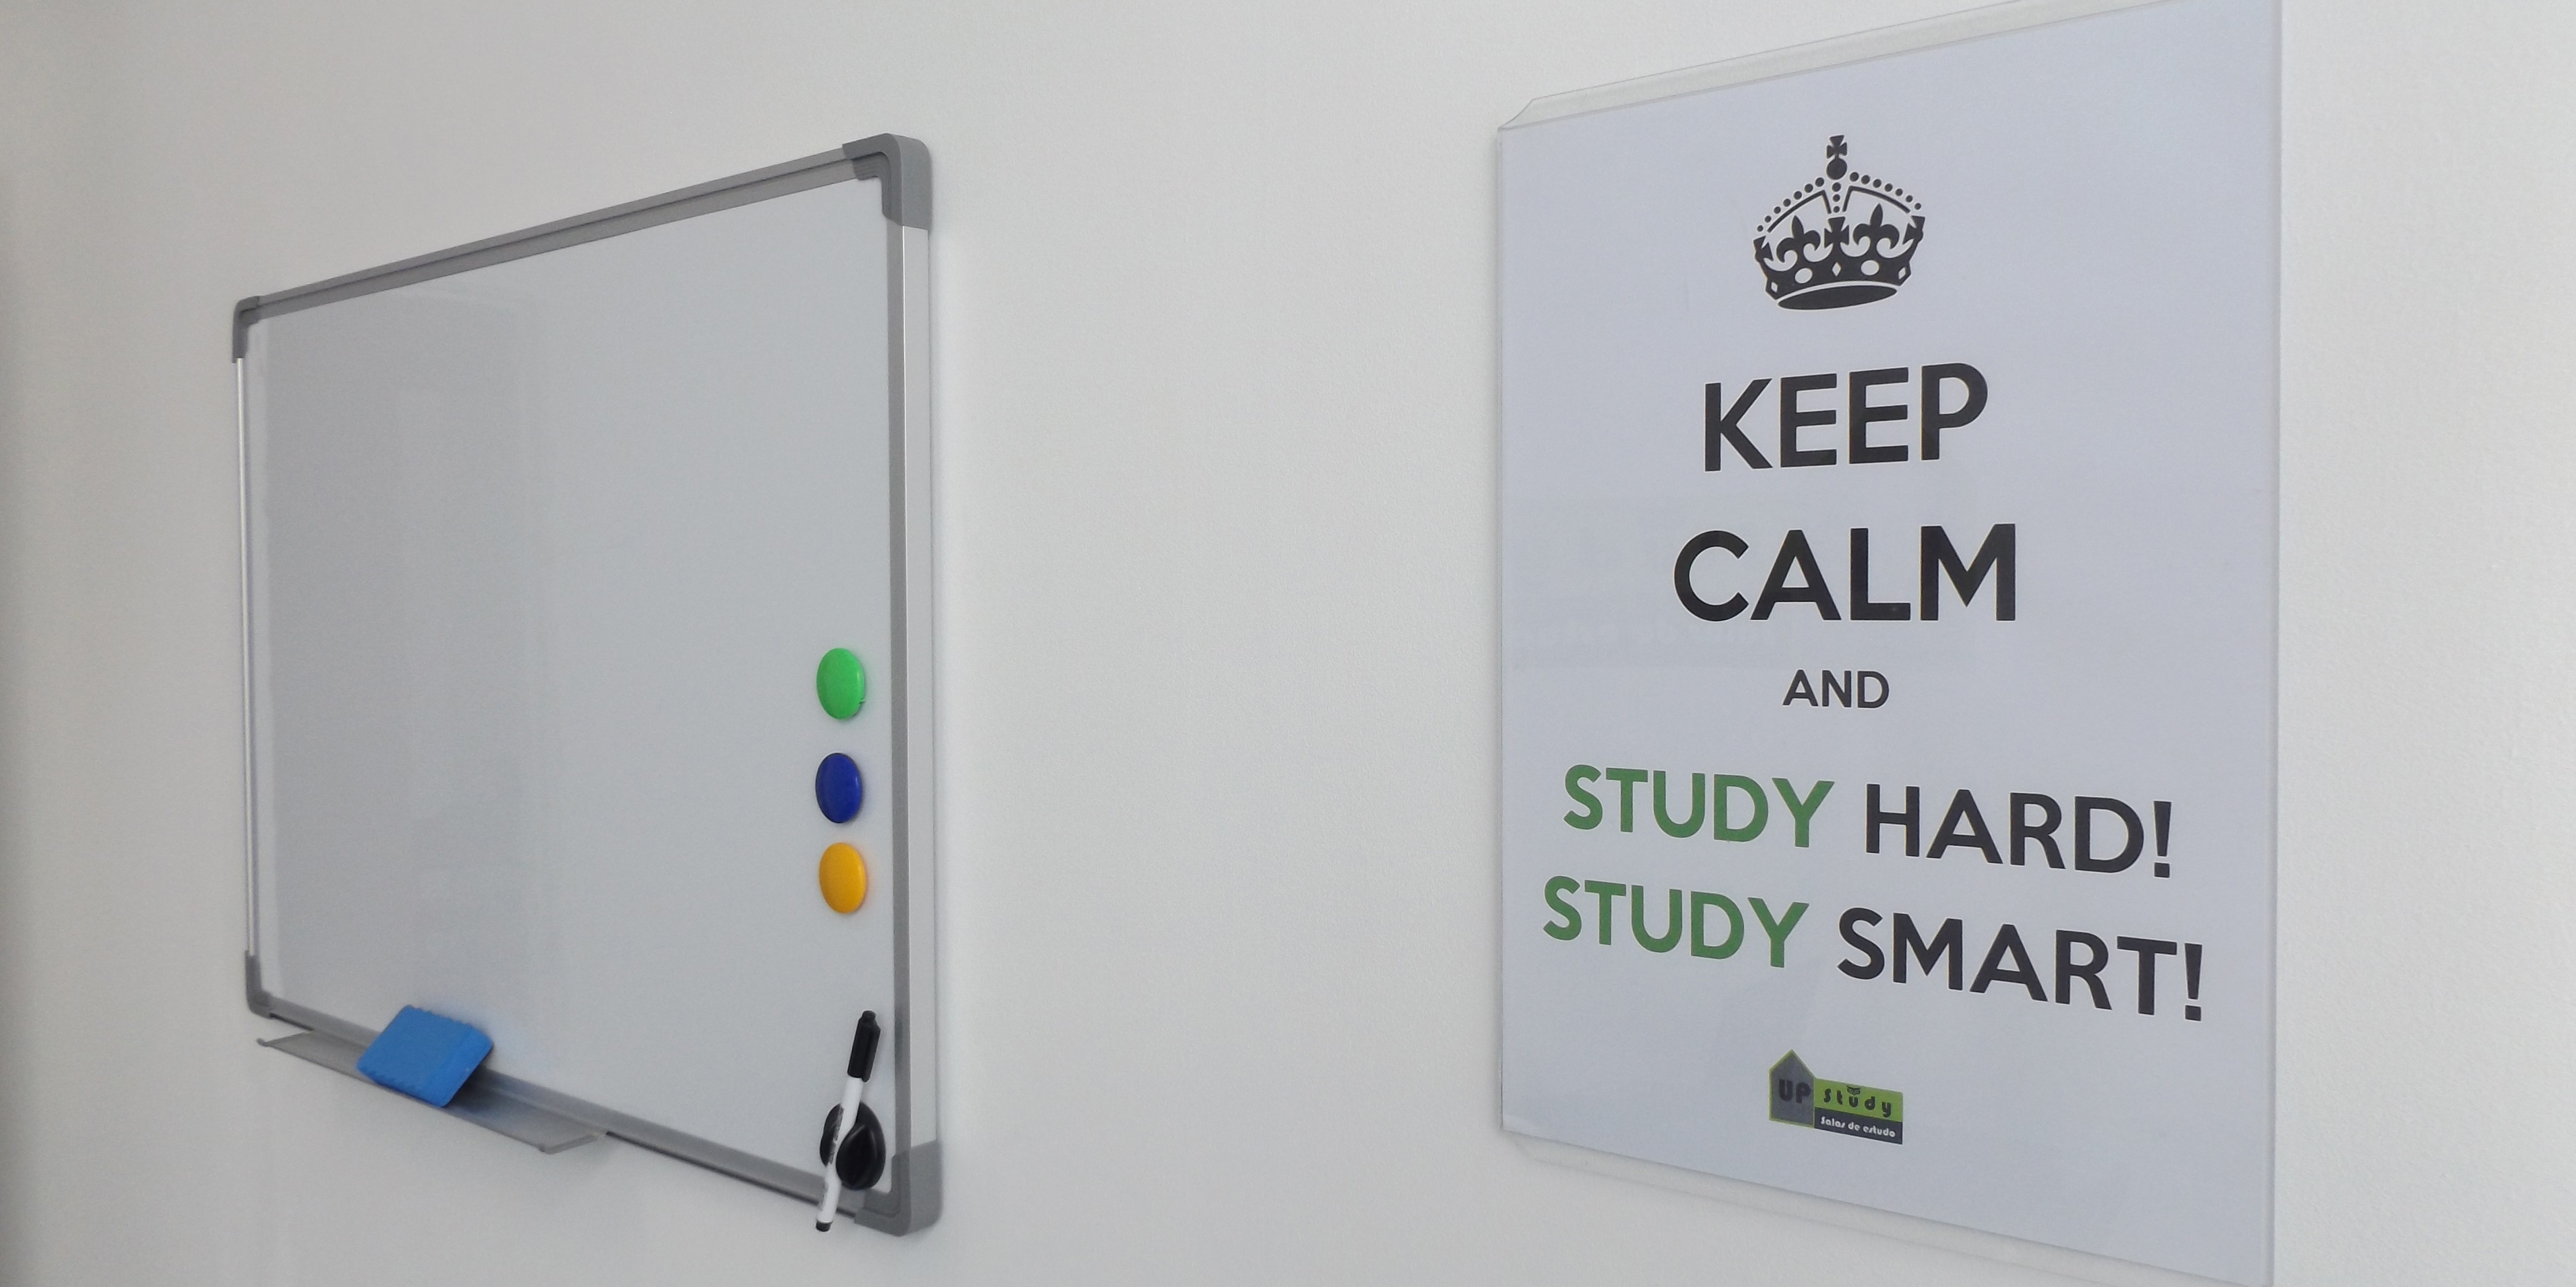 KEEP
CALM
AND
STUDY HARD!
STUDY SMART!
UP study
Salas de estudo